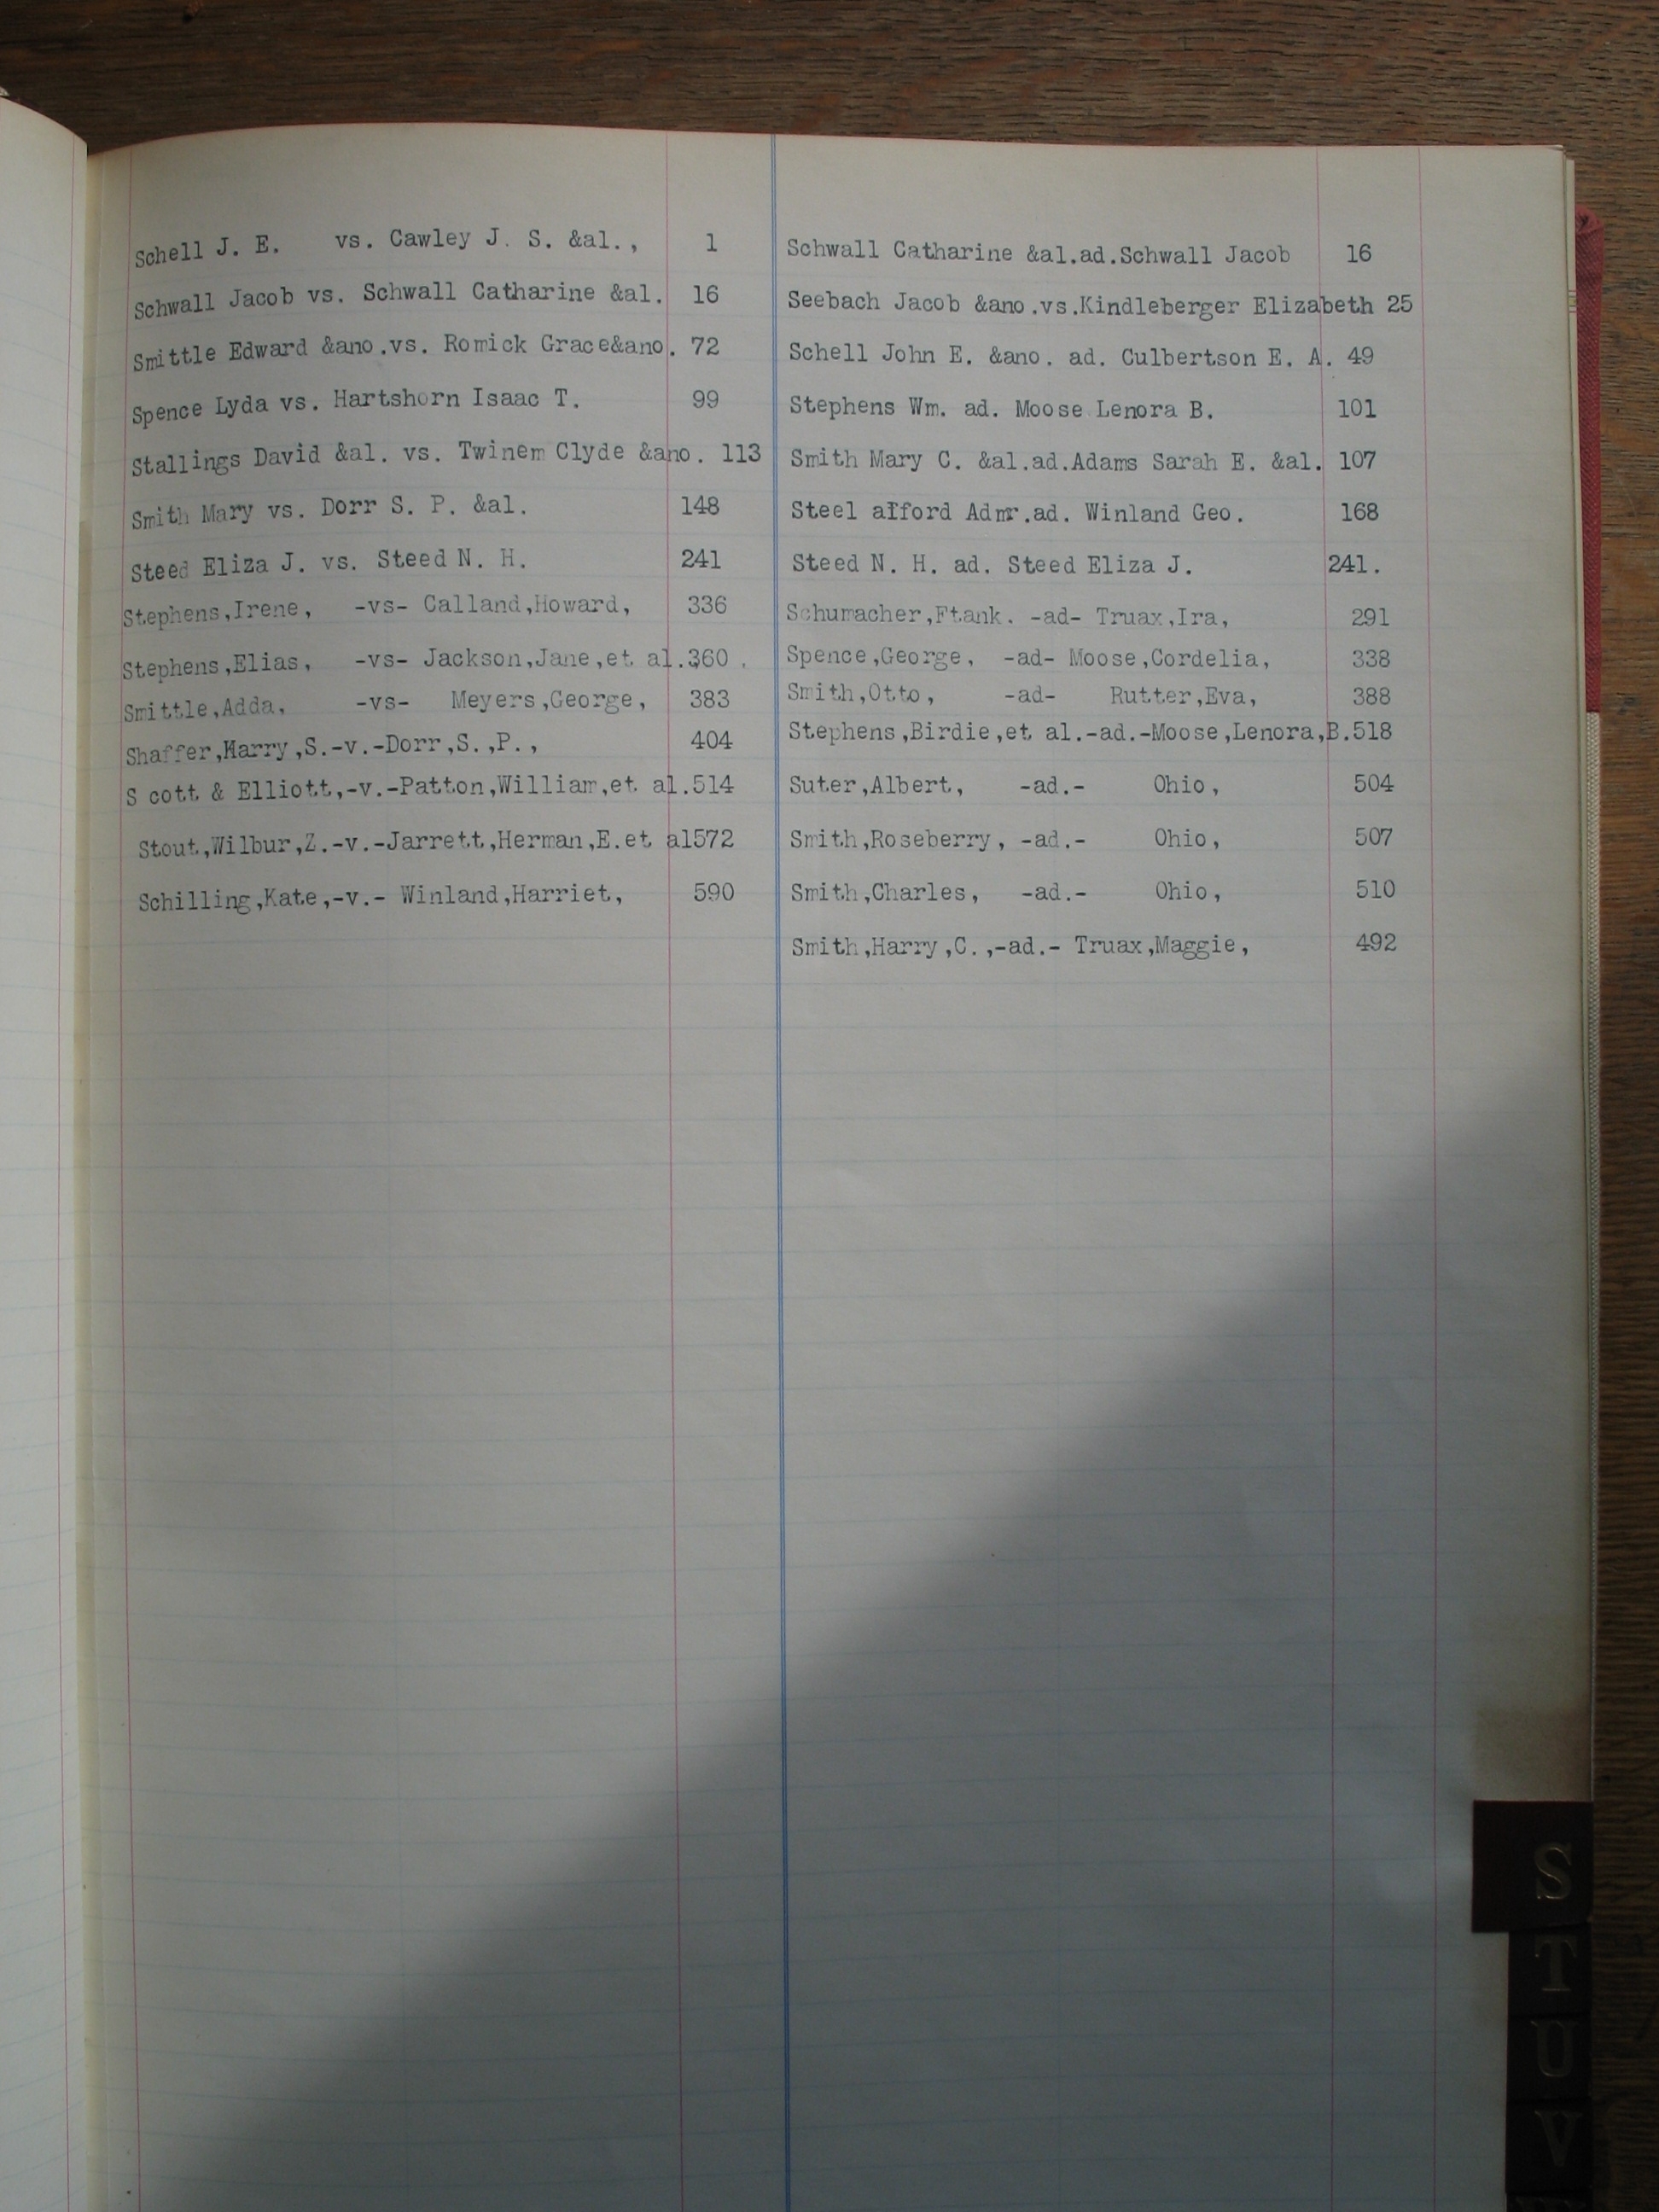 Schell J. E. vs. Cawley J. S. &al., 1
Schwall Jacob vs. Schwall Catharine &al. 16
Smittle Edward &ano.vs. Romick Grace&ano. 72
Spence Lyda vs. Hartshorn Isaac T. 99
Stallings David &al. vs. Twinem Clyde &ano. 113
Smith Mary vs. Dorr S. P. &al. 148
Steed Eliza J. vs. Steed N. H. 241
Stephens,Irene, -vs- Calland,Howard, 336
Stephens,Elias, -vs- Jackson,Jane,et al.360.
Smittle,Adda, -vs- Meyers,George, 383
Shaffer,Harry,S.-v.-Dorr,S.,P., 404
S cott & Elliott,-v.-Patton,William,et al.514
Stout,Wilbur,Z.-v.-Jarrett,Herman,E.et al572
Schilling,Kate,-v.- Winland,Harriet, 590
Schwall Catharine &al.ad.Schwall Jacob 16
Seebach Jacob &ano.vs.Kindleberger Elizabeth 25
Schell John E. &ano. ad. Culbertson E. A. 49
Stephens Wm. ad. Moose Lenora B. 101
Smith Mary C. &al.ad.Adams Sarah E. &al. 107
Steel afford Admr.ad. Winland Geo. 168
Steed N. H. ad. Steed Eliza J. 241.
Schumacher,Ftank. -ad- Truax,Ira, 291
Spence,George, -ad- Moose,Cordelia, 338
Smith,Otto, -ad- Rutter,Eva, 388
Stephens,Birdie,et al.-ad.-Moose,Lenora,B.518
Suter,Albert, -ad.- Ohio, 504
Smith,Roseberry, -ad.- Ohio, 507
Smith,Charles, -ad.- Ohio, 510
Smith,Harry,C.,-ad.- Truax,Maggie, 492
S
T
U
V